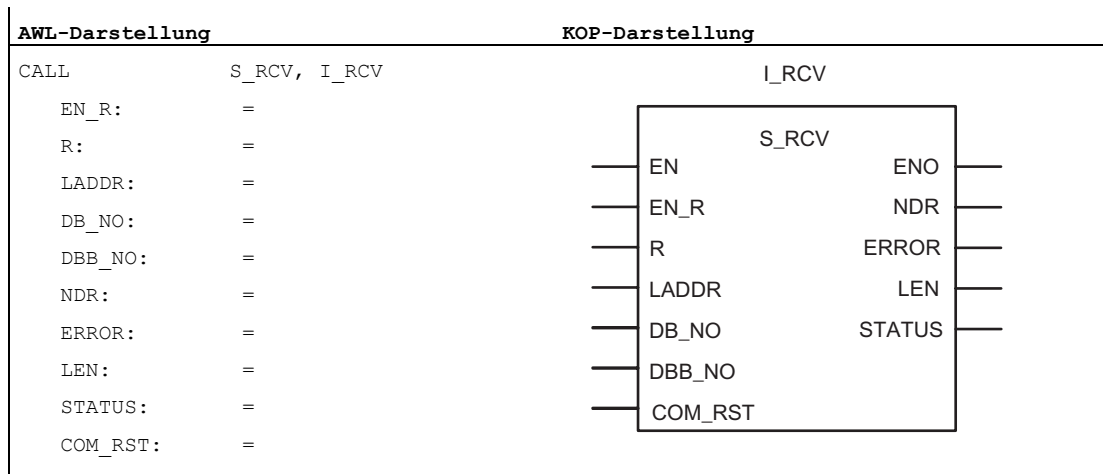 AWL-Darstellung KOP-Darstellung
CALL S_RCV, I_RCV
EN_R: =
R: =
LADDR: =
DB_NO: =
DBB_NO: =
NDR: =
ERROR: =
LEN: =
STATUS: =
COM_RST: =
I_RCV
S_RCV
EN ENO
EN_R NDR
R ERROR
LADDR LEN
DB_NO STATUS
DBB_NO
COM_RST